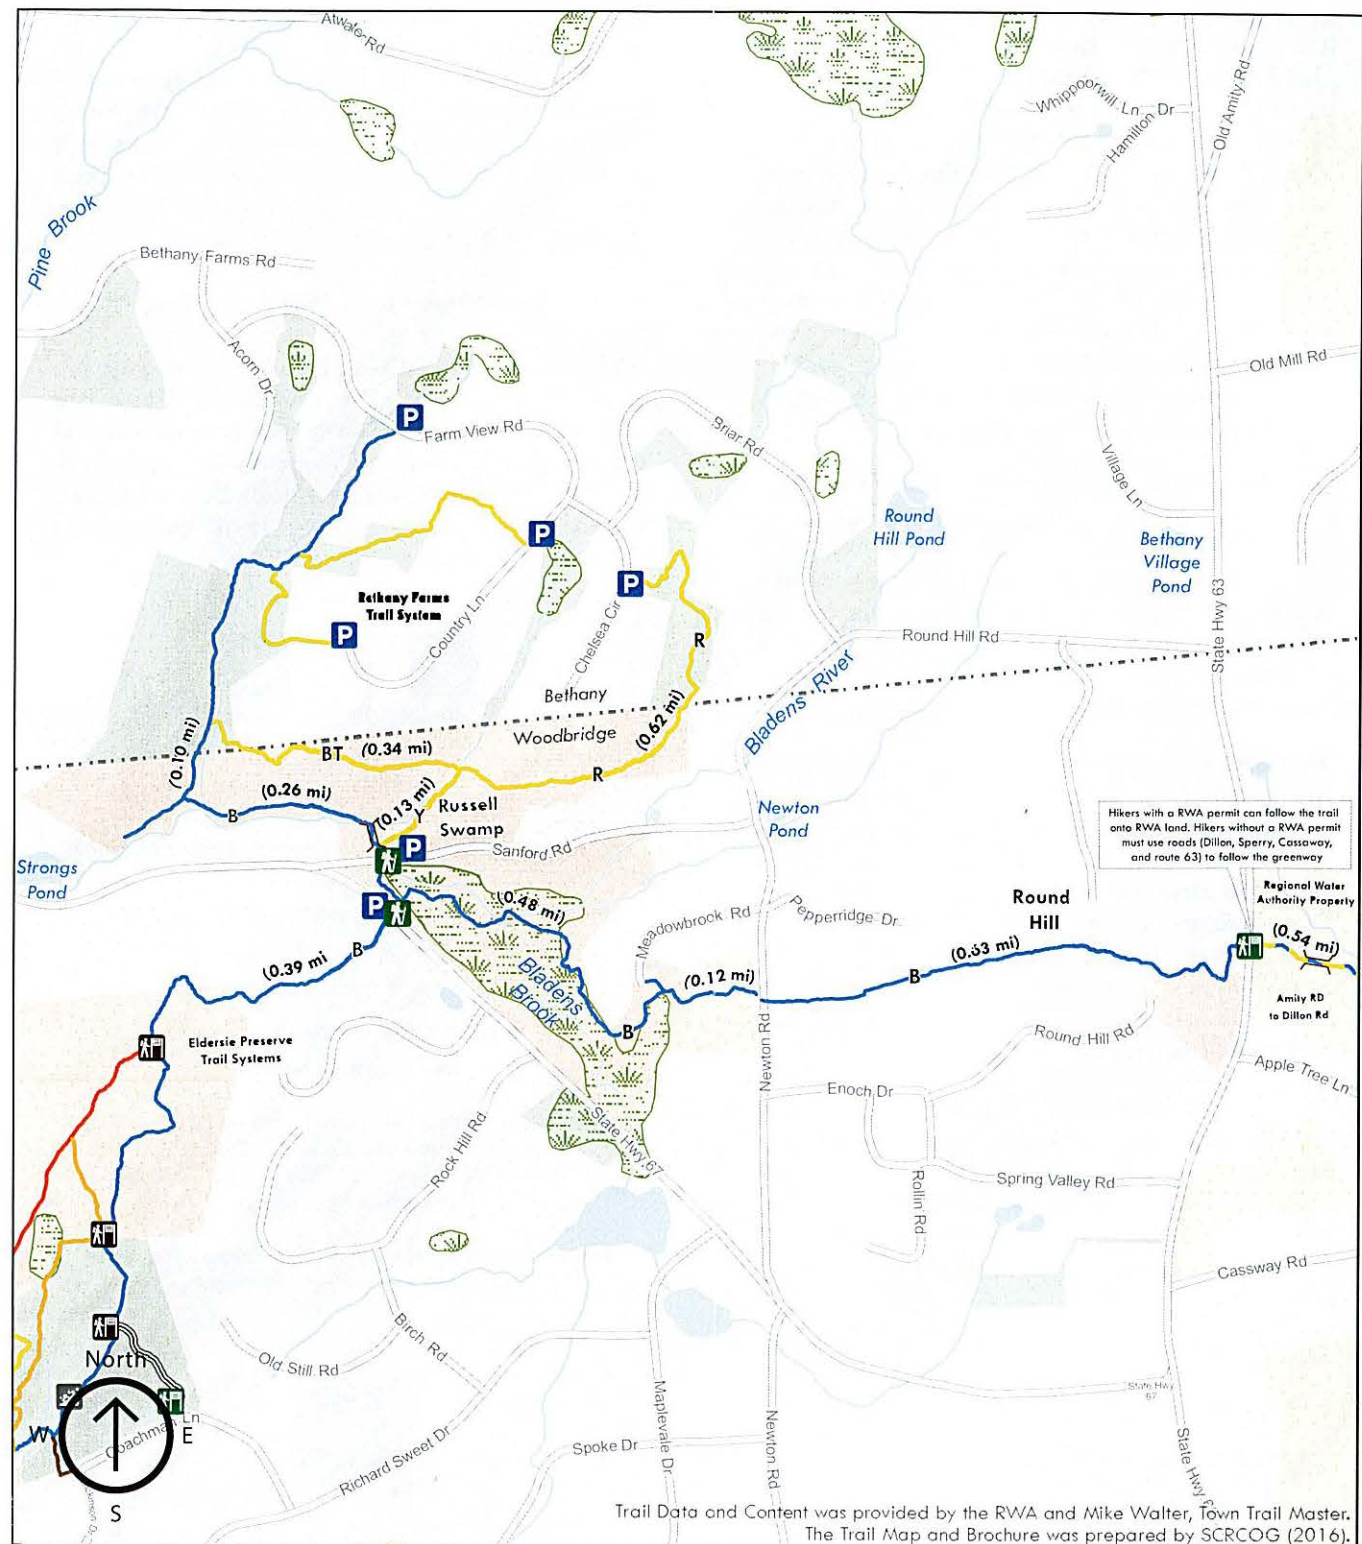 Atwate Rd
Whippoorwill Ln
Hamilton Dr
Old Amity Rd
Pine Brook
Bethany Farms Rd
Acorn Dr
Old Mill Rd
P
Farm View Rd
Briar Rd
Village Ln
P
Round
Hill Pond
Bethany
Village
Pond
Bethany Farms
Trail System
P
P
Country Ln
Chelsea Cir
R
Round Hill Rd
State Hwy 63
Bethany
Woodbridge
Bladens River
(0.10 mi)
BT (0.34 mi)
(0.62 mi)
R
B (0.26 mi)
(0.13 mi)
Y
Russell
Swamp
Newton
Pond
P
Sanford Rd
Hikers with a RWA permit can follow the trail
onto RWA land. Hikers without a RWA permit
must use roads (Dillon, Sperry, Cassaway,
and route 63) to follow the greenway
Strongs
Pond
P
(0.48 mi)
Meadowbrock Rd
Pepperridge Dr
Round
Hill
Regional Water
Authority Property
(0.54 mi)
(0.39 mi
B
Bladens
Brook
(0.12 mi)
B
(0.63 mi)
B
Amity RD
to Dillon Rd
Eldersie Preserve
Trail Systems
Round Hill Rd
Newton Rd
Apple Tree Ln
Enoch Dr
Rock Hill Rd
State Hwy 67
Rollin Rd
Spring Valley Rd
Cassway Rd
Birch Rd
Old Still Rd
North
W
E
S
Coachman Ln
State Hwy
67
Maplevale Dr
Newton Rd
Richard Sweet Dr
Spoke Dr
State Hwy 6
Trail Data and Content was provided by the RWA and Mike Walter, Town Trail Master.
The Trail Map and Brochure was prepared by SCRCOG (2016).